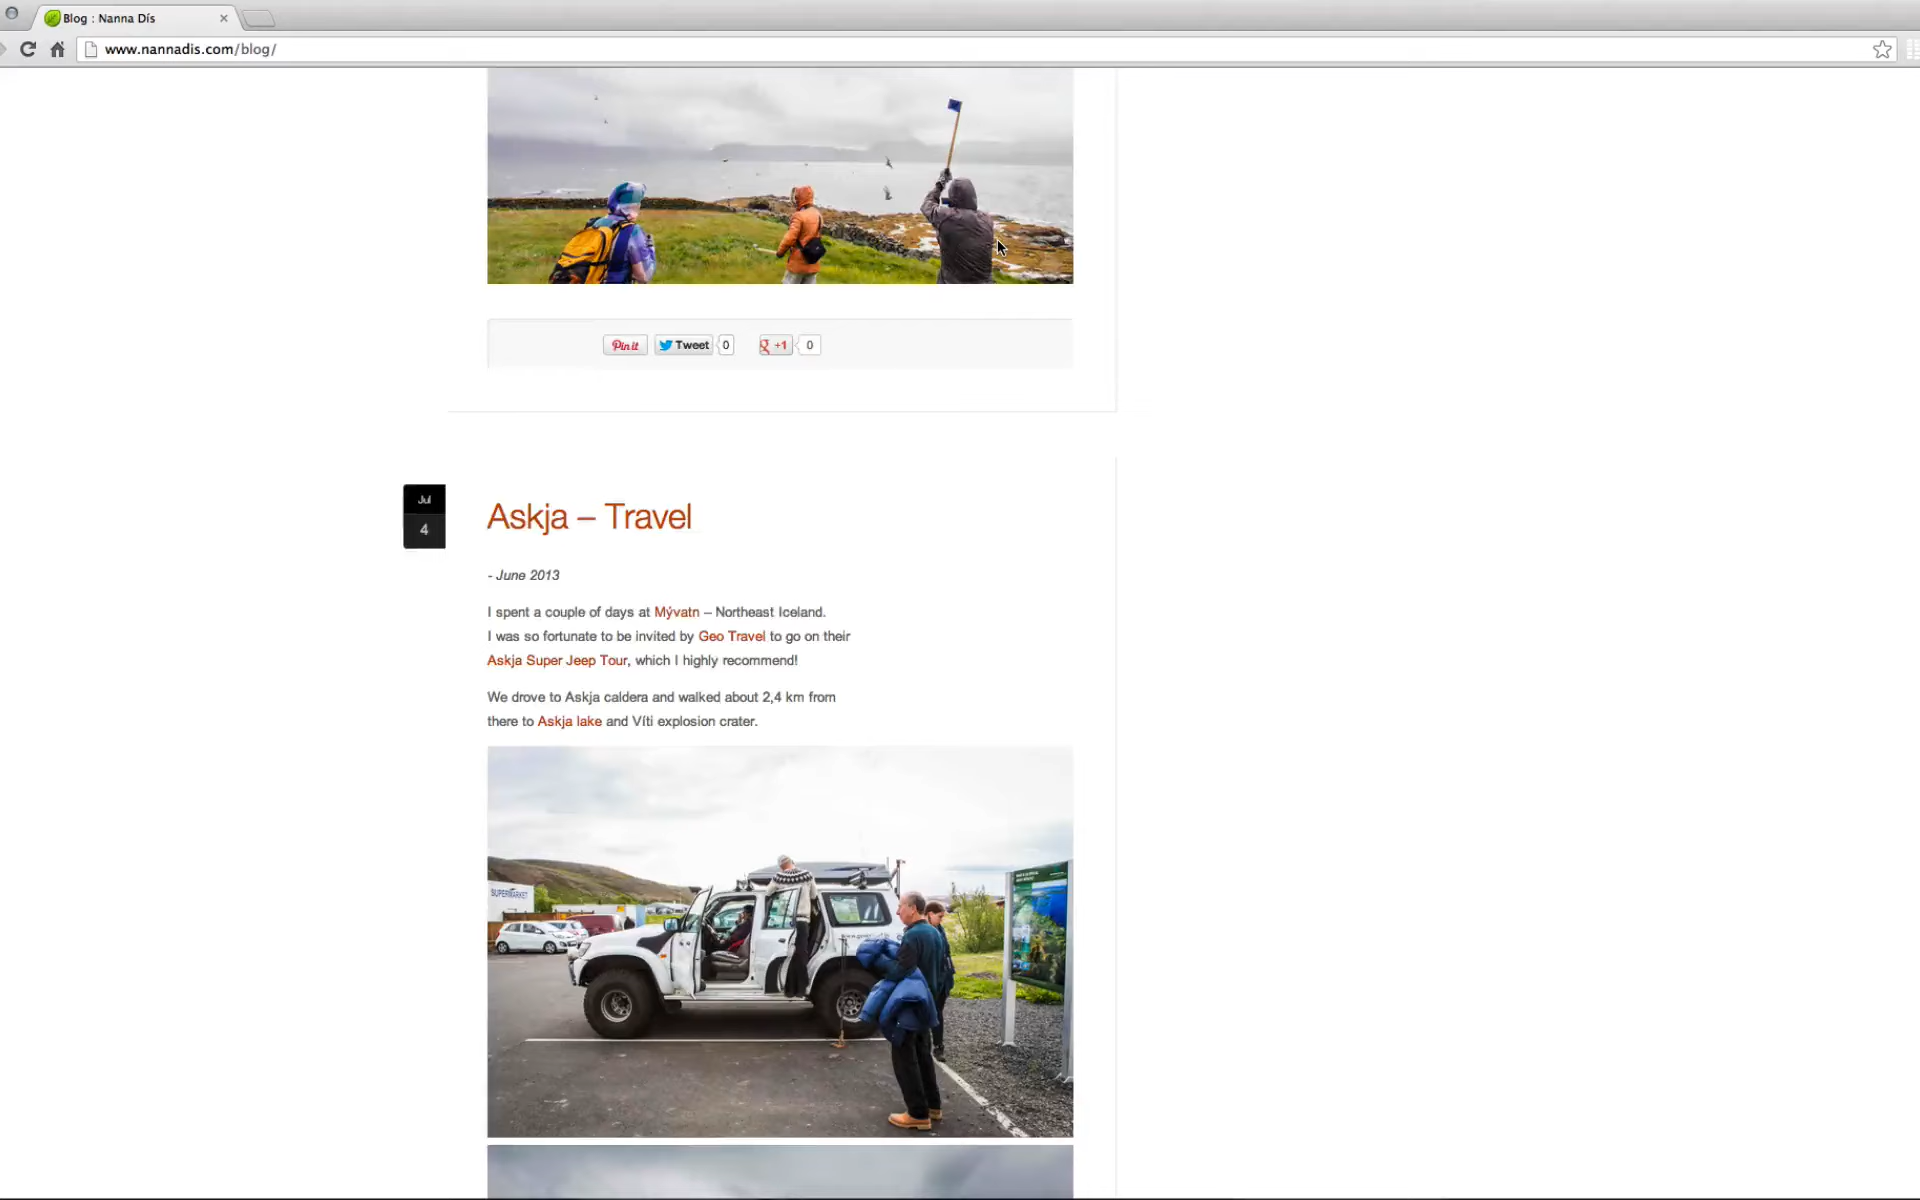 Blog : Nanna Dís
www.nannadis.com/blog/
Pin it
Tweet
0
+1
0
Jul
4
Askja – Travel
- June 2013
I spent a couple of days at Mývatn – Northeast Iceland.
I was so fortunate to be invited by Geo Travel to go on their
Askja Super Jeep Tour, which I highly recommend!
We drove to Askja caldera and walked about 2,4 km from
there to Askja lake and Víti explosion crater.
SUPERMARKET